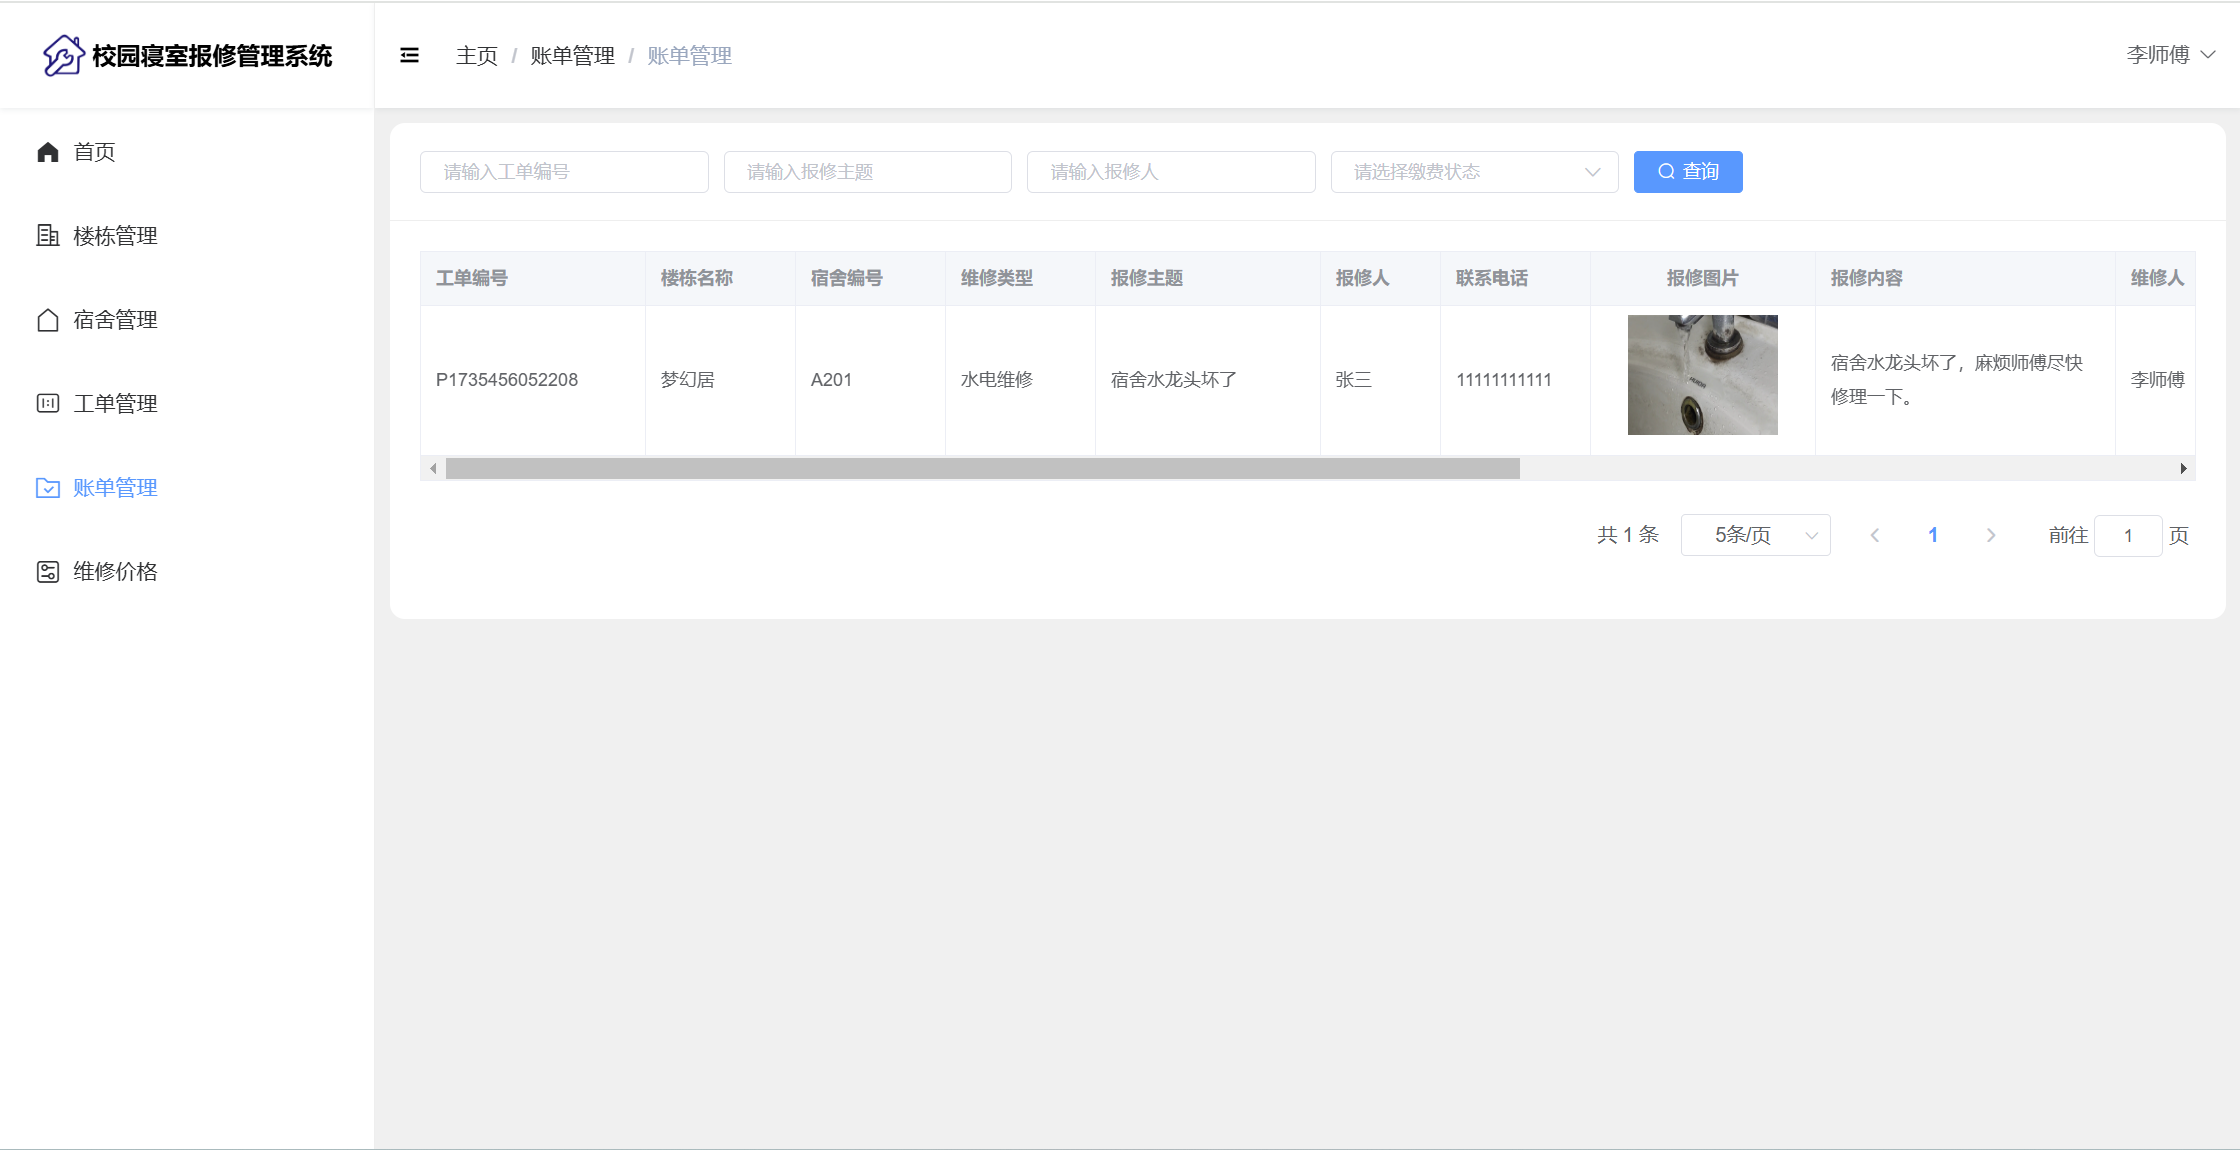 校园寝室报修管理系统
主页 / 账单管理 / 账单管理
李师傅
首页
楼栋管理
宿舍管理
工单管理
账单管理
维修价格
请输入工单编号 请输入报修主题 请输入报修人 请选择缴费状态 查询
工单编号 楼栋名称 宿舍编号 维修类型 报修主题 报修人 联系电话 报修图片 报修内容 维修人
P1735456052208 梦幻居 A201 水电维修 宿舍水龙头坏了 张三 11111111111 宿舍水龙头坏了，麻烦师傅尽快 李师傅
修理一下。
共 1 条 5条/页 1 前往 1 页